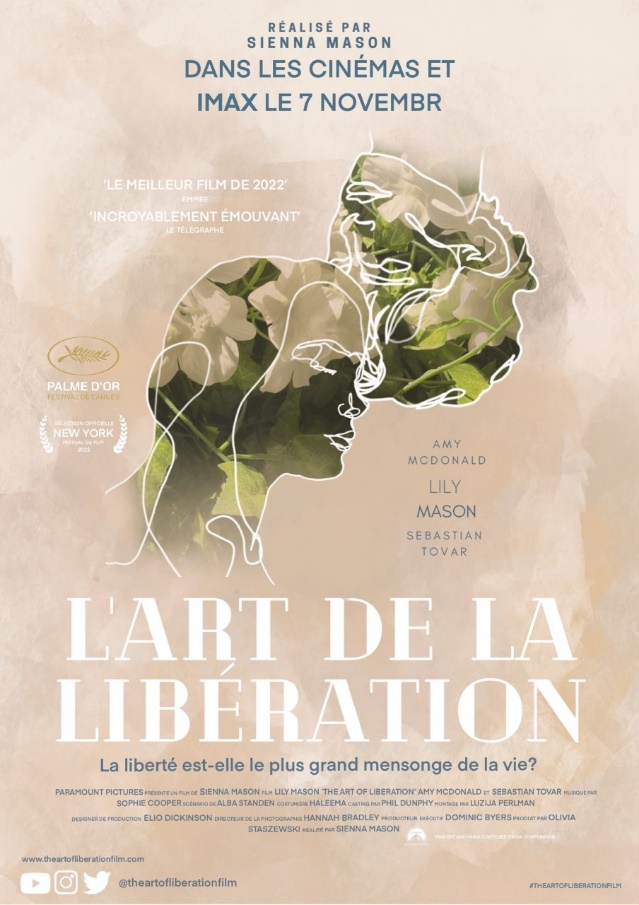 RÉALISÉ PAR
SIENNA MASON
DANS LES CINÉMAS ET
IMAX LE 7 NOVEMBR
'LE MEILLEUR FILM DE 2022'
EMPIRE
'INCROYABLEMENT ÉMOUVANT'
LE TÉLÉGRAPHE
PALME D'OR
FESTIVAL DE CANNES
SÉLECTION OFFICIELLE
NEW YORK
FESTIVAL DU FILM
2022
AMY
MCDONALD
LILY
MASON
SEBASTIAN
TOVAR
L'ART DE LA
LIBÉRATION
La liberté est-elle le plus grand mensonge de la vie?
PARAMOUNT PICTURES PRÉSENTE UN FILM DE SIENNA MASON FILM LILY MASON 'THE ART OF LIBERATION' AMY MCDONALD ET SEBASTIAN TOVAR MUSIQUE PAR
SOPHIE COOPER SCÉNARIO DE ALBA STANDEN COSTUMIÈRE HALEEMA CASTING PAR PHIL DUNPHY MONTAGE PAR LUZIJA PERLMAN
DESIGNER DE PRODUCTION ELIO DICKINSON DIRECTEUR DE LA PHOTOGRAPHIE HANNAH BRADLEY PRODUCTEUR EXÉCUTIF DOMINIC BYERS PRODUIT PAR OLIVIA
STASZEWSKI RÉALISÉ PAR SIENNA MASON
www.theartofliberationfilm.com
@theartofliberationfilm
#THEARTOFLIBERATIONFILM